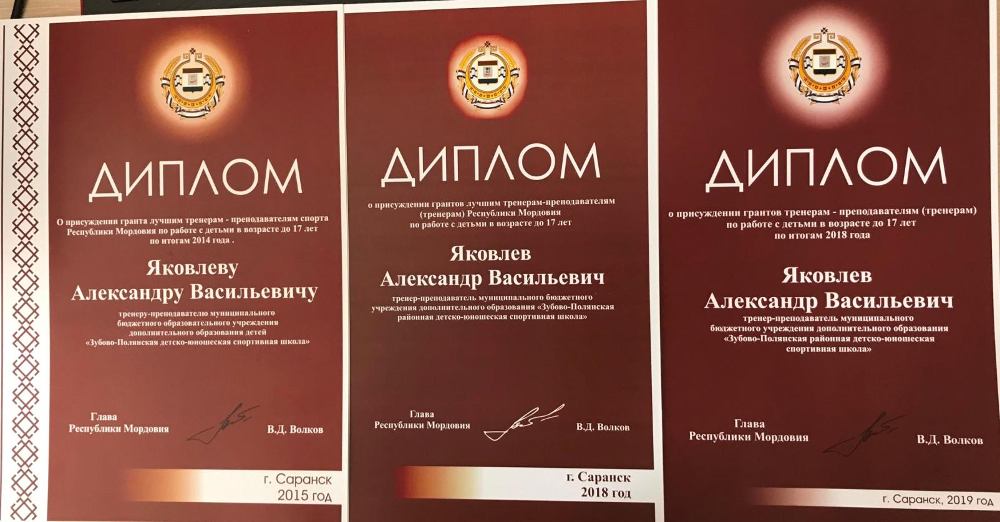 ДИПЛОМ
О присуждении гранта лучшим тренерам - преподавателям спорта
Республики Мордовия по работе с детьми в возрасте до 17 лет
по итогам 2014 года .
Яковлеву
Александру Васильевичу
тренеру-преподавателю муниципального
бюджетного образовательного учреждения
дополнительного образования детей
«Зубово-Полянская детско-юношеская спортивная школа»
Глава
Республики Мордовия
В.Д. Волков
г. Саранск
2015 год
ДИПЛОМ
о присуждении грантов лучшим тренерам-преподавателям
(тренерам) Республики Мордовия
по работе с детьми в возрасте до 17 лет
Яковлев
Александр Васильевич
тренер-преподаватель муниципального бюджетного
учреждения дополнительного образования «Зубово-Полянская
районная детско-юношеская спортивная школа»
Глава
Республики Мордовия
В.Д. Волков
г. Саранск
2018 год
ДИПЛОМ
о присуждении грантов тренерам - преподавателям (тренерам)
по работе с детьми в возрасте до 17 лет
по итогам 2018 года
Яковлев
Александр Васильевич
тренер-преподаватель муниципального
бюджетного учреждения дополнительного образования
«Зубово-Полянская районная детско-юношеская
спортивная школа»
Глава
Республики Мордовия
В.Д. Волков
г. Саранск, 2019 год